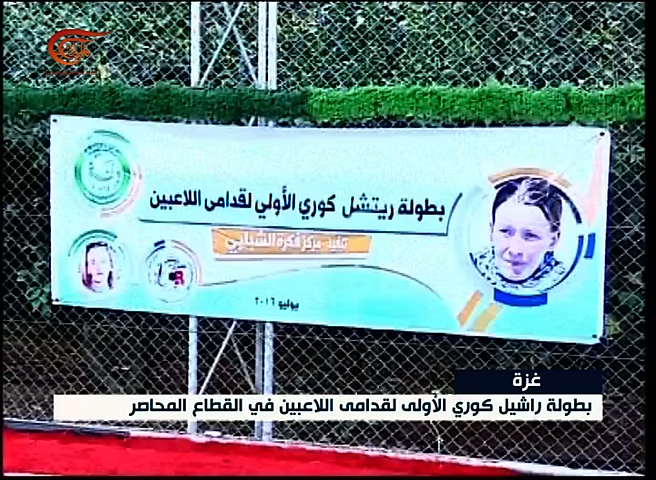 بطولة ريتشل كوري الأولي لقدامى اللاعبين
تنفيذ: مركز فكرة الشبابي
يوليو ٢٠١٦
غزة
بطولة راشيل كوري الأولى لقدامى اللاعبين في القطاع المحاصر